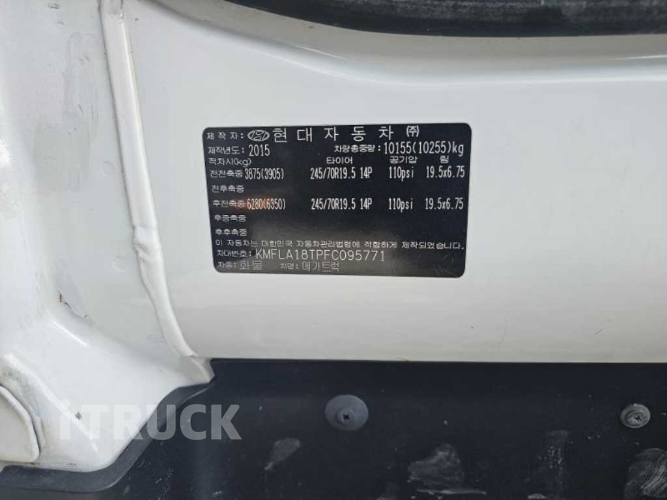 제작자: 현대자동차㈜
제작년도: 2015 차량총중량: 10155(10255)kg
적차시(kg) 타이어 공기압 림
전전축중 3875(3905) 245/70R19.5 14P 110psi 19.5x6.75
전후축중
후전축중 6280(6350) 245/70R19.5 14P 110psi 19.5x6.75
후중축중
후후축중
이 자동차는 대한민국 자동차관리법령에 적합하게 제작되었습니다.
차대번호: KMFLA18TPFC095771
차종: 화물 차명: 메가트럭
iTRUCK